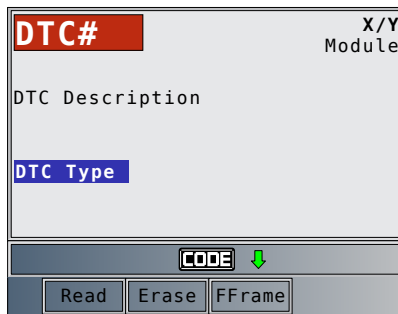 DTC# X/Y
Module
DTC Description
DTC Type
CODE
Read Erase FFrame